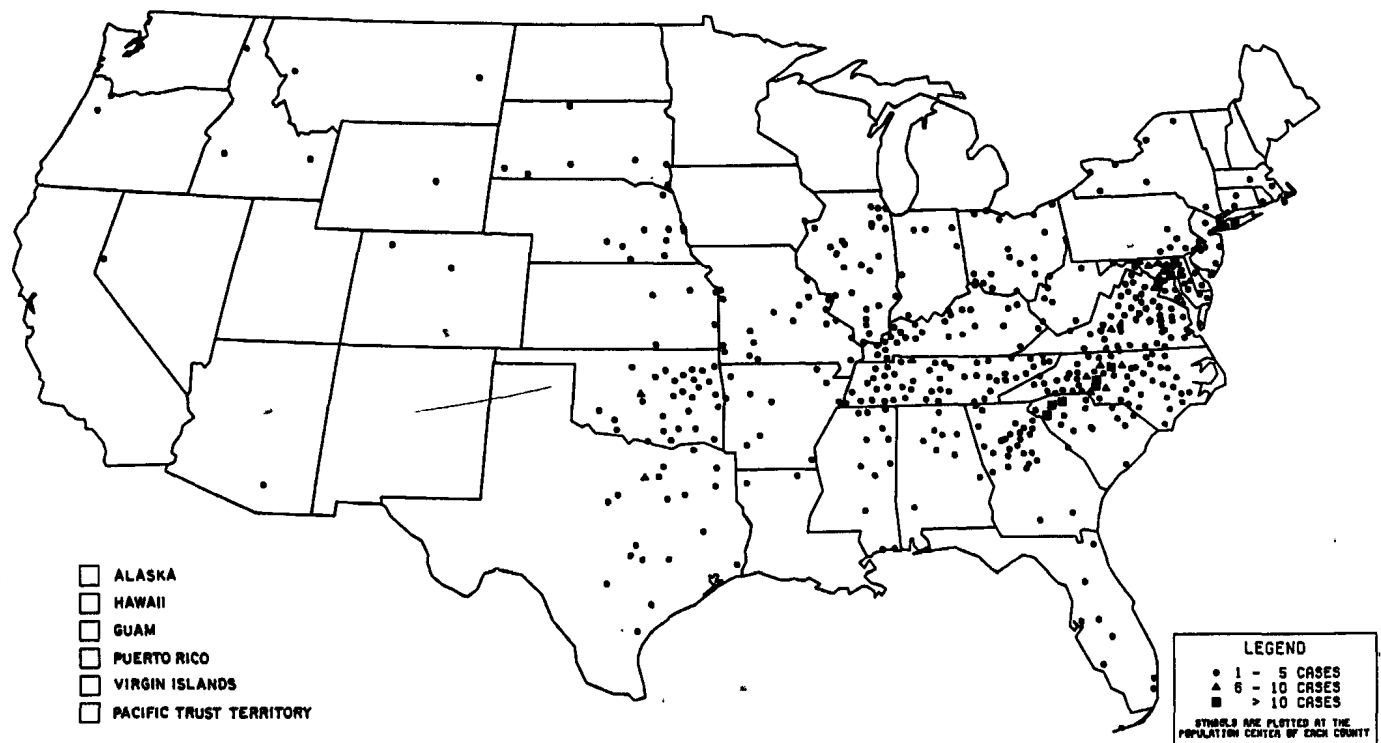 ALASKA
HAWAII
GUAM
PUERTO RICO
VIRGIN ISLANDS
PACIFIC TRUST TERRITORY
LEGEND
● 1 - 5 CASES
▲ 6 - 10 CASES
■ > 10 CASES
SYMBOLS ARE PLOTTED AT THE
POPULATION CENTER OF EACH COUNTY